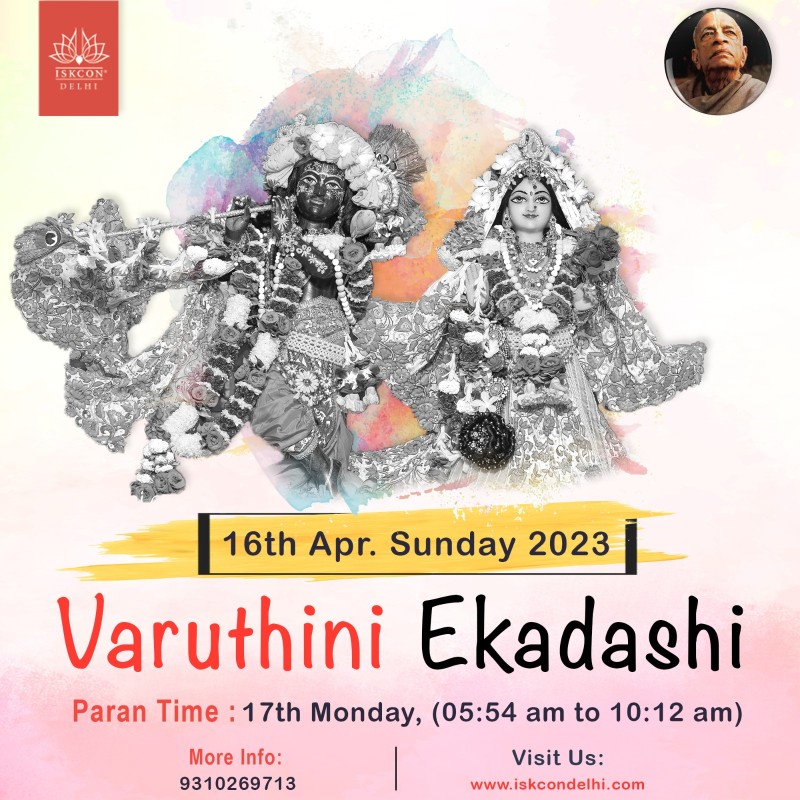 ISKCON®
DELHI
16th Apr. Sunday 2023
Varuthini Ekadashi
Paran Time : 17th Monday, (05:54 am to 10:12 am)
More Info:
9310269713
Visit Us:
www.iskcondelhi.com